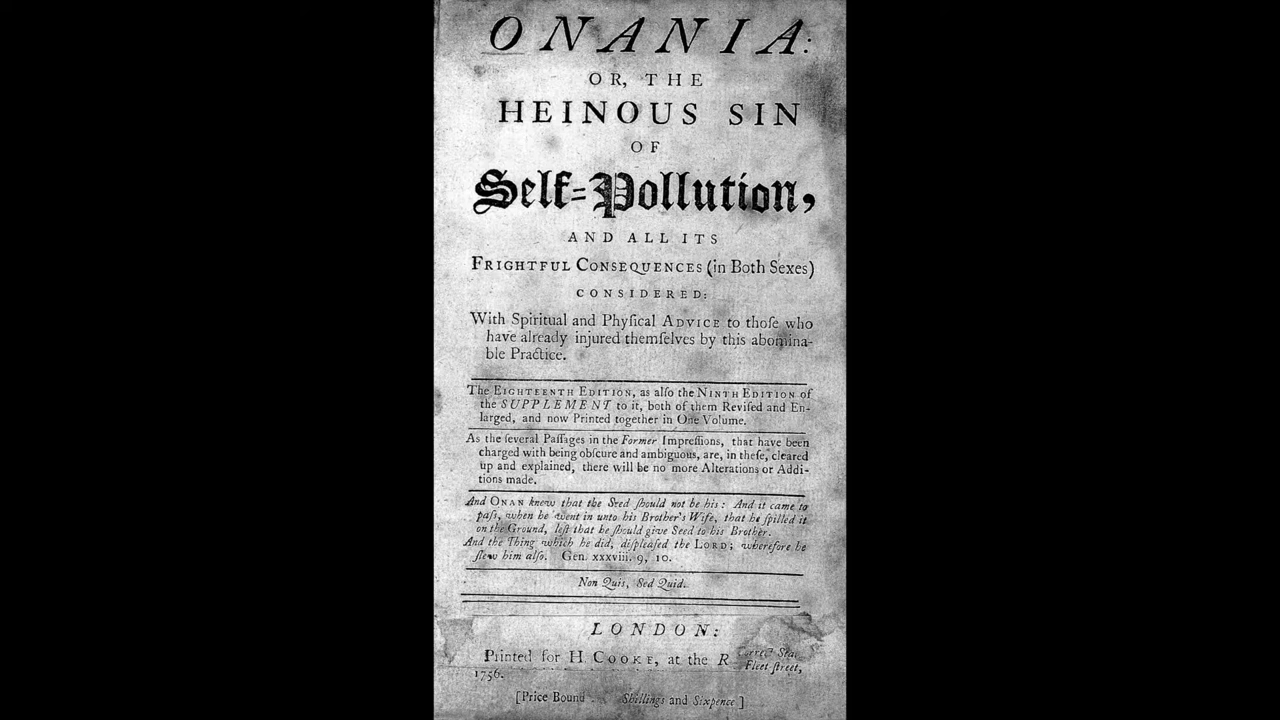 ONANIA:
OR, THE
HEINOUS SIN
OF
Self-Pollution,
AND ALL ITS
FRIGHTFUL CONSEQUENCES (in Both Sexes)
CONSIDERED:
With Spiritual and Phyſical ADVICE to thoſe who
have already injured themſelves by this abomina-
ble Practice.
The EIGHTEENTH EDITION, as alſo the NINTH EDITION of
the SUPPLEMENT to it, both of them Reviſed and En-
larged, and now Printed together in One Volume.
As the ſeveral Paſſages in the Former Impreſſions, that have been
charged with being obſcure and ambiguous, are, in theſe, cleared
up and explained, there will be no more Alterations or Addi-
tions made.
And ONAN knew that the Seed ſhould not be his: And it came to
paſs, when he went in unto his Brother's Wife, that he ſpilled it
on the Ground, leſt that he ſhould give Seed to his Brother.
And the Thing which he did, diſpleaſed the LORD; wherefore he
ſlew him alſo. Gen. xxxviii. 9, 10.
Non Quis, Sed Quid.
LONDON:
Printed for H COOKE, at the R
Fleet ſtreet,
1756.
[Price Bound Shillings and Sixpence]